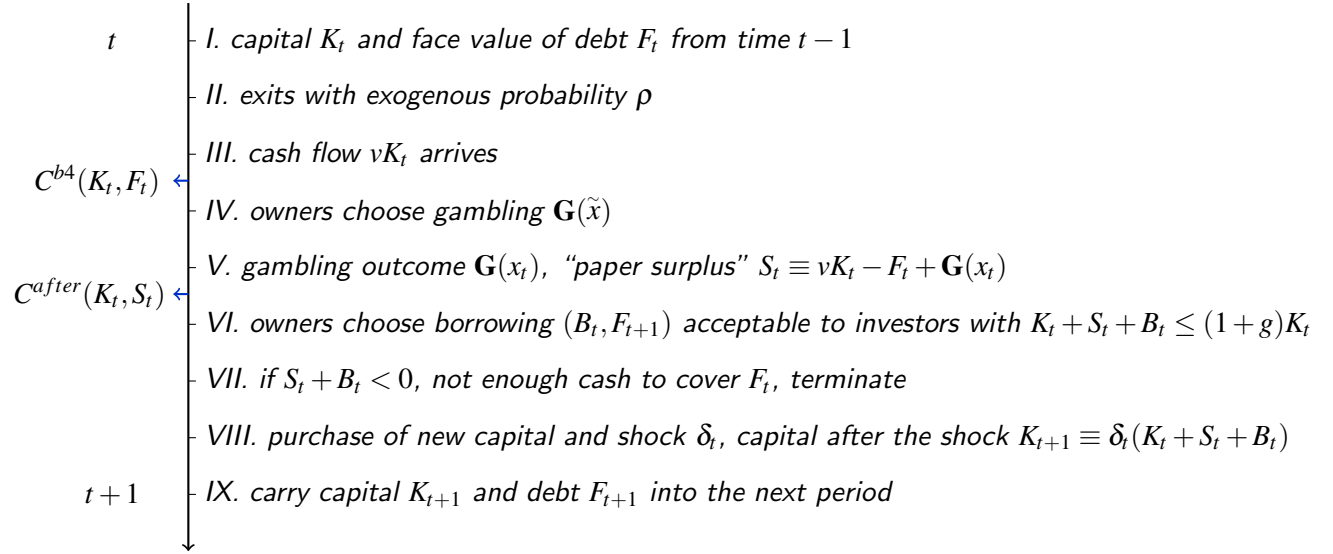 t I. capital K_t and face value of debt F_t from time t − 1
II. exits with exogenous probability ρ
III. cash flow νK_t arrives
C^{b4}(K_t, F_t)
IV. owners choose gambling G(x̃)
V. gambling outcome G(x_t), “paper surplus” S_t ≡ νK_t − F_t + G(x_t)
C^{after}(K_t, S_t)
VI. owners choose borrowing (B_t, F_{t+1}) acceptable to investors with K_t + S_t + B_t ≤ (1 + g)K_t
VII. if S_t + B_t < 0, not enough cash to cover F_t, terminate
VIII. purchase of new capital and shock δ_t, capital after the shock K_{t+1} ≡ δ_t(K_t + S_t + B_t)
t + 1 IX. carry capital K_{t+1} and debt F_{t+1} into the next period